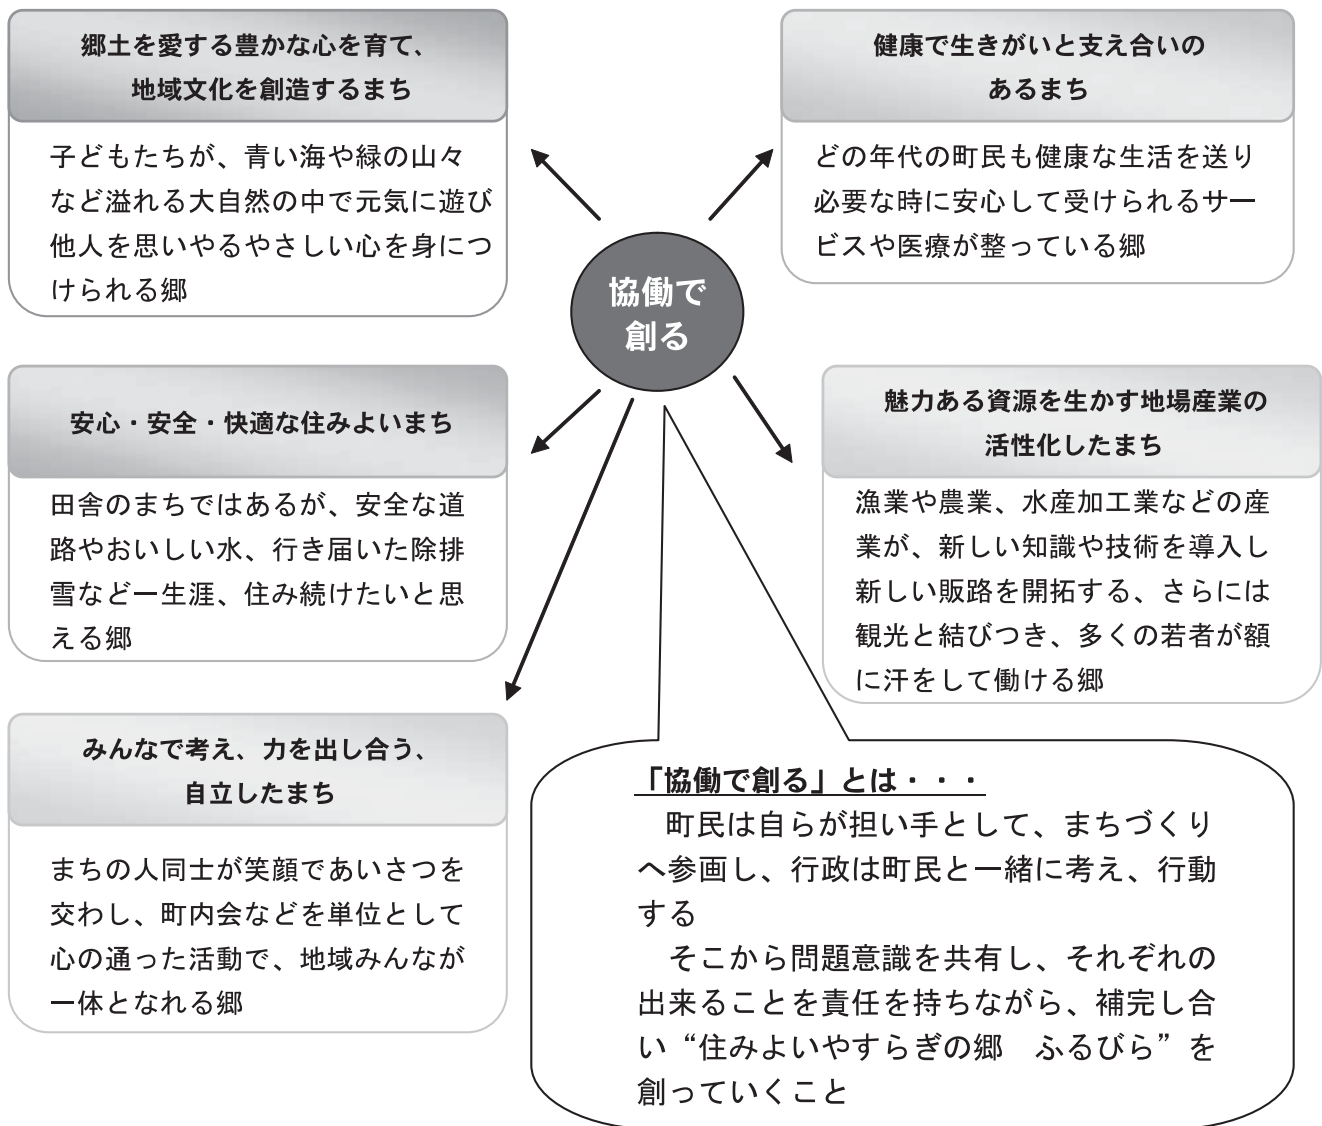 郷土を愛する豊かな心を育て、
地域文化を創造するまち
子どもたちが、青い海や緑の山々
など溢れる大自然の中で元気に遊び
他人を思いやるやさしい心を身につ
けられる郷
健康で生きがいと支え合いの
あるまち
どの年代の町民も健康な生活を送り
必要な時に安心して受けられるサー
ビスや医療が整っている郷
協働で
創る
安心・安全・快適な住みよいまち
田舎のまちではあるが、安全な道
路やおいしい水、行き届いた除排
雪など一生涯、住み続けたいと思
える郷
魅力ある資源を生かす地場産業の
活性化したまち
漁業や農業、水産加工業などの産
業が、新しい知識や技術を導入し
新しい販路を開拓する、さらには
観光と結びつき、多くの若者が額
に汗をして働ける郷
みんなで考え、力を出し合う、
自立したまち
まちの人同士が笑顔であいさつを
交わし、町内会などを単位として
心の通った活動で、地域みんなが
一体となれる郷
「協働で創る」とは・・・
町民は自らが担い手として、まちづくり
へ参画し、行政は町民と一緒に考え、行動
する
そこから問題意識を共有し、それぞれの
出来ることを責任を持ちながら、補完し合
い“住みよいやすらぎの郷　ふるびら”を
創っていくこと